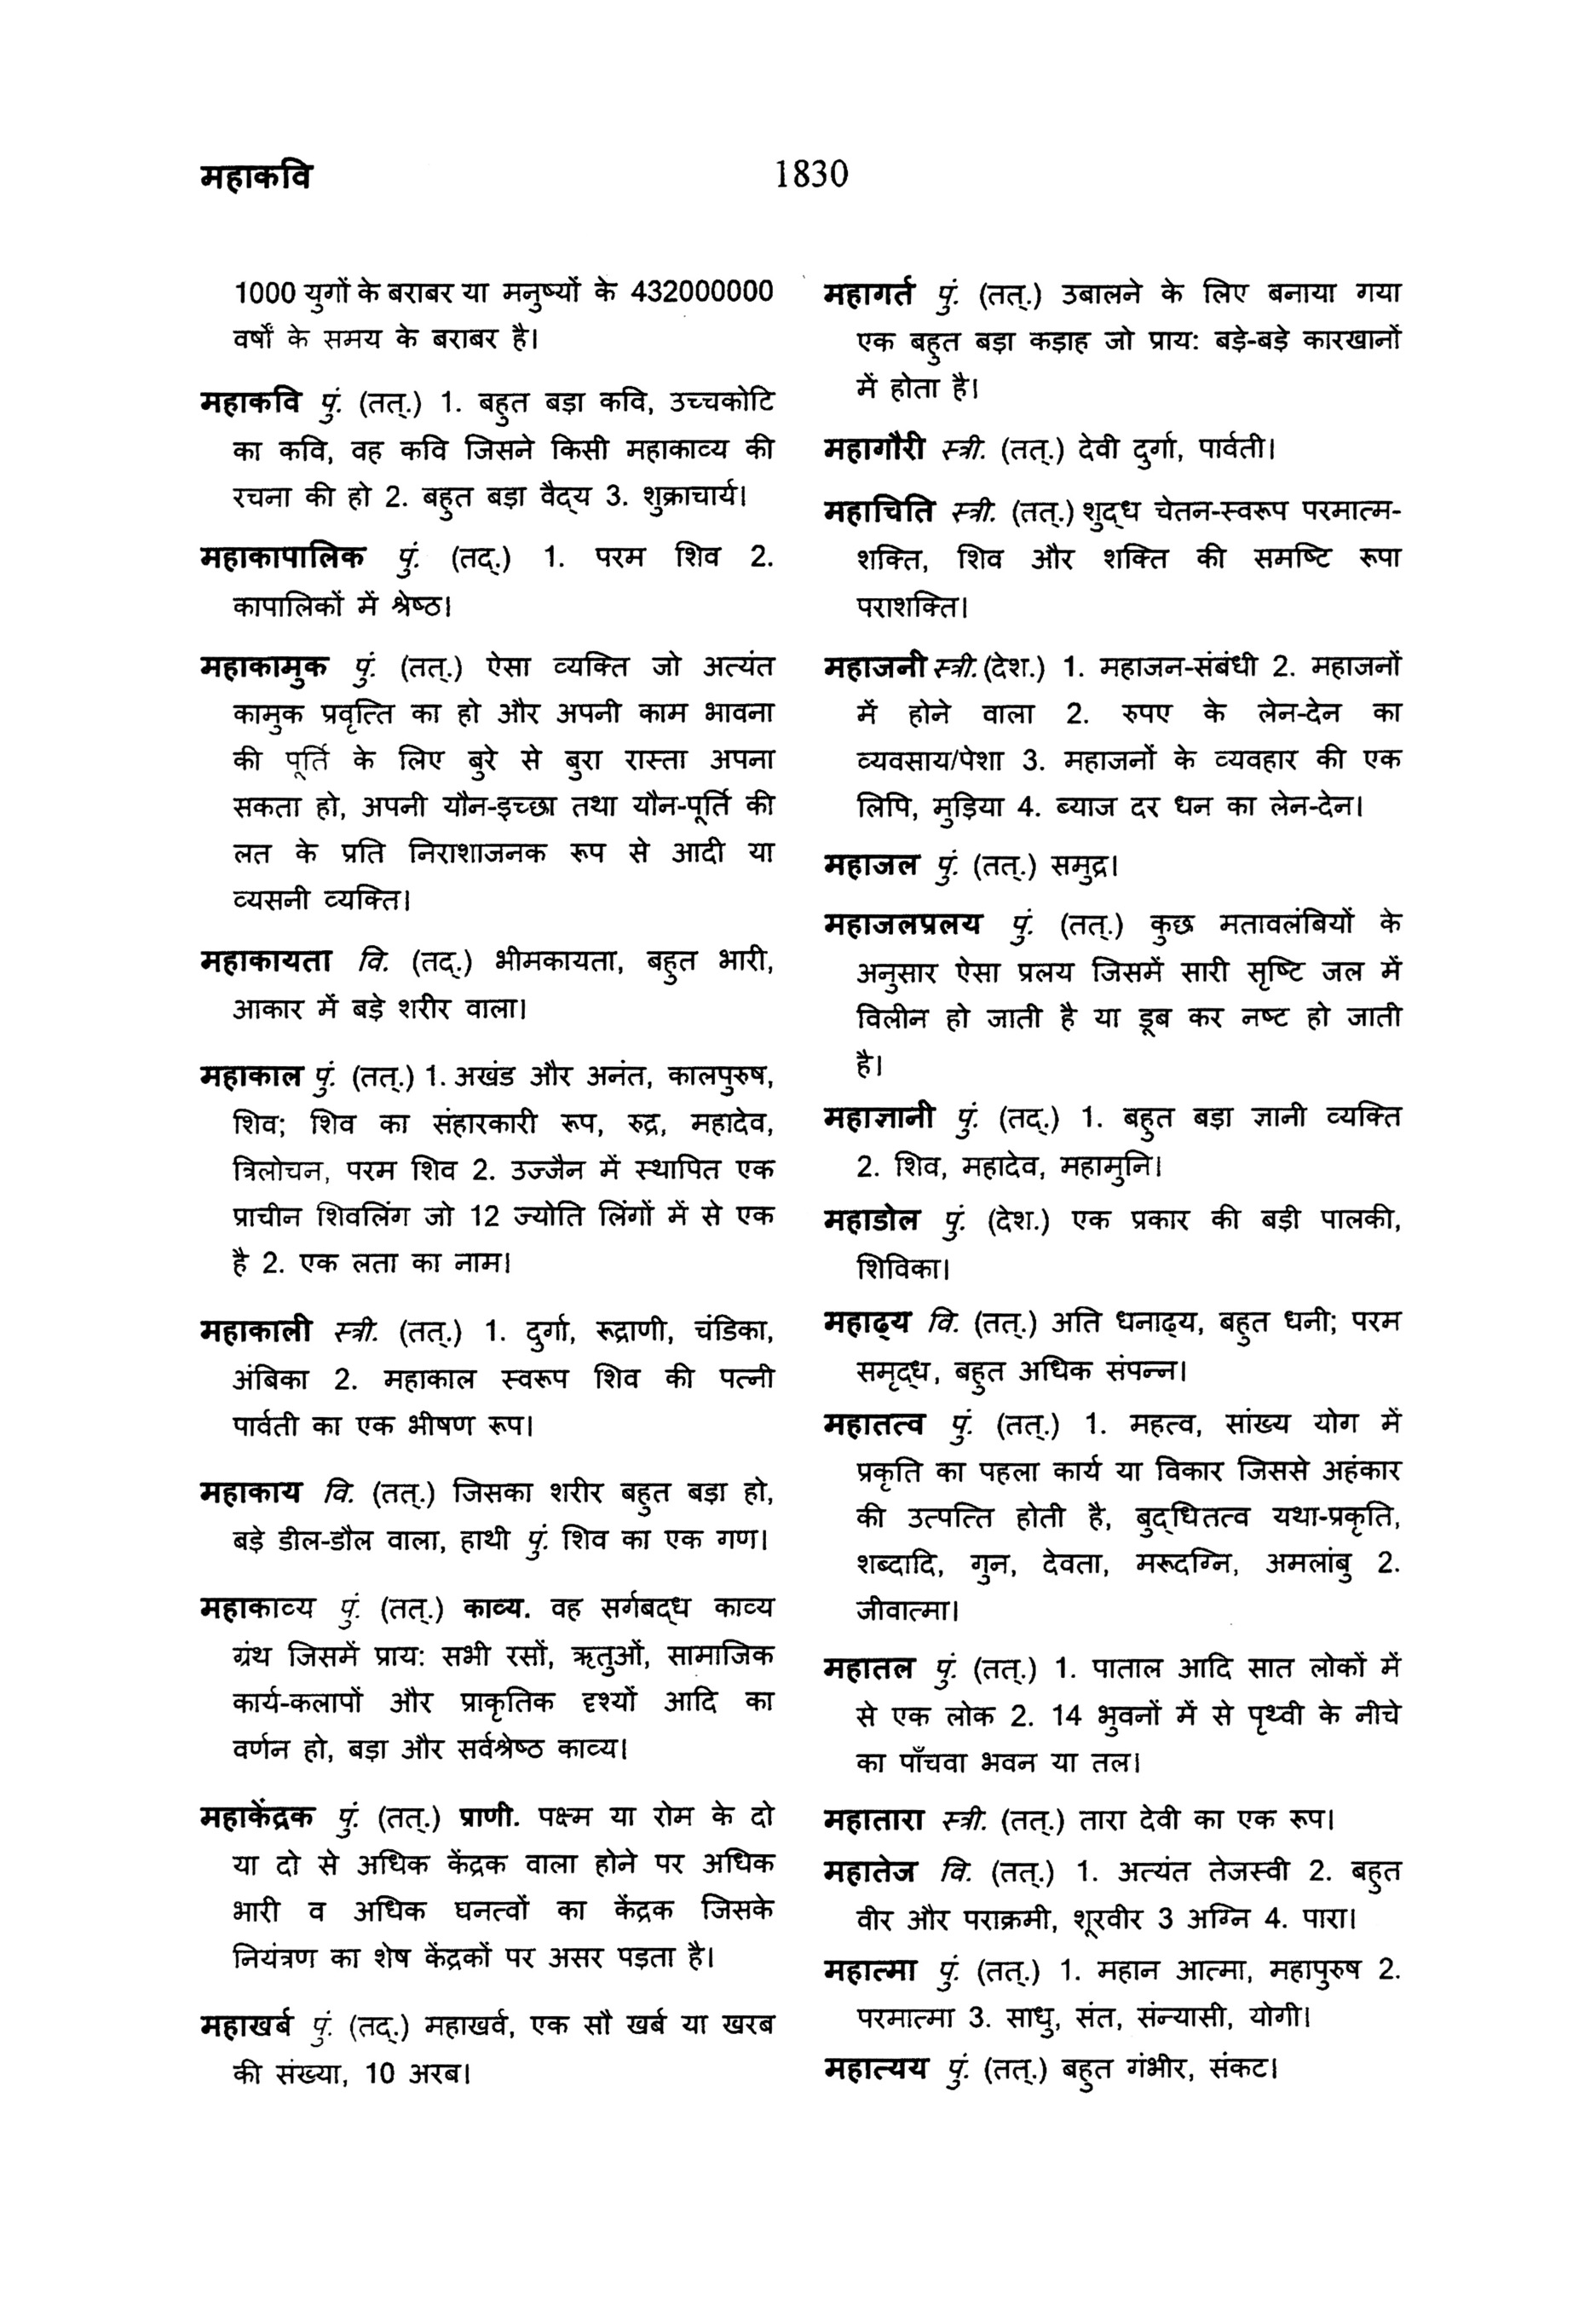 महाकवि
1830
1000 युगों के बराबर या मनुष्यों के 432000000
वर्षों के समय के बराबर है।
महाकवि पुं. (तत्.) 1. बहुत बड़ा कवि, उच्चकोटि
का कवि, वह कवि जिसने किसी महाकाव्य की
रचना की हो 2. बहुत बड़ा वैद्‌य 3. शुक्राचार्य।
महाकापालिक पुं. (तद्.) 1. परम शिव 2.
कापालिकों में श्रेष्ठ।
महाकामुक पुं. (तत्.) ऐसा व्यक्ति जो अत्यंत
कामुक प्रवृत्ति का हो और अपनी काम भावना
की पूर्ति के लिए बुरे से बुरा रास्ता अपना
सकता हो, अपनी यौन-इच्छा तथा यौन-पूर्ति की
लत के प्रति निराशाजनक रूप से आदी या
व्यसनी व्यक्ति।
महाकायता वि. (तद्.) भीमकायता, बहुत भारी,
आकार में बड़े शरीर वाला।
महाकाल पुं. (तत्.) 1. अखंड और अनंत, कालपुरुष,
शिव; शिव का संहारकारी रूप, रुद्र, महादेव,
त्रिलोचन, परम शिव 2. उज्जैन में स्थापित एक
प्राचीन शिवलिंग जो 12 ज्योति लिंगों में से एक
है 2. एक लता का नाम।
महाकाली स्त्री. (तत्.) 1. दुर्गा, रूद्राणी, चंडिका,
अंबिका 2. महाकाल स्वरूप शिव की पत्नी
पार्वती का एक भीषण रूप।
महाकाय वि. (तत्.) जिसका शरीर बहुत बड़ा हो,
बड़े डील-डौल वाला, हाथी पुं. शिव का एक गण।
महाकाव्य पुं. (तत्.) काव्य. वह सर्गबद्‌ध काव्य
ग्रंथ जिसमें प्राय: सभी रसों, ऋतुओं, सामाजिक
कार्य-कलापों और प्राकृतिक दृश्यों आदि का
वर्णन हो, बड़ा और सर्वश्रेष्ठ काव्य।
महाकेंद्रक पुं. (तत्.) प्राणी. पक्ष्म या रोम के दो
या दो से अधिक केंद्रक वाला होने पर अधिक
भारी व अधिक घनत्वों का केंद्रक जिसके
नियंत्रण का शेष केंद्रकों पर असर पड़ता है।
महाखर्ब पुं. (तद्.) महाखर्व, एक सौ खर्ब या खरब
की संख्या, 10 अरब।
महागर्त पुं. (तत्.) उबालने के लिए बनाया गया
एक बहुत बड़ा कड़ाह जो प्राय: बड़े-बड़े कारखानों
में होता है।
महागौरी स्त्री. (तत्.) देवी दुर्गा, पार्वती।
महाचिति स्त्री. (तत्.) शुद्‌ध चेतन-स्वरूप परमात्म-
शक्ति, शिव और शक्ति की समष्टि रूपा
पराशक्ति।
महाजनी स्त्री. (देश.) 1. महाजन-संबंधी 2. महाजनों
में होने वाला 2. रुपए के लेन-देन का
व्यवसाय/पेशा 3. महाजनों के व्यवहार की एक
लिपि, मुड़िया 4. ब्याज दर धन का लेन-देन।
महाजल पुं. (तत्.) समुद्र।
महाजलप्रलय पुं. (तत्.) कुछ मतावलंबियों के
अनुसार ऐसा प्रलय जिसमें सारी सृष्टि जल में
विलीन हो जाती है या डूब कर नष्ट हो जाती
है।
महाज्ञानी पुं. (तद्.) 1. बहुत बड़ा ज्ञानी व्यक्ति
2. शिव, महादेव, महामुनि।
महाडोल पुं. (देश.) एक प्रकार की बड़ी पालकी,
शिविका।
महाढ्‌य वि. (तत्.) अति धनाढ्‌य, बहुत धनी; परम
समृद्‌ध, बहुत अधिक संपन्न।
महातत्व पुं. (तत्.) 1. महत्व, सांख्य योग में
प्रकृति का पहला कार्य या विकार जिससे अहंकार
की उत्पत्ति होती है, बुद्‌धितत्व यथा-प्रकृति,
शब्दादि, गुन, देवता, मरूदग्नि, अमलांबु 2.
जीवात्मा।
महातल पुं. (तत्.) 1. पाताल आदि सात लोकों में
से एक लोक 2. 14 भुवनों में से पृथ्वी के नीचे
का पाँचवा भवन या तल।
महातारा स्त्री. (तत्.) तारा देवी का एक रूप।
महातेज वि. (तत्.) 1. अत्यंत तेजस्वी 2. बहुत
वीर और पराक्रमी, शूरवीर 3 अग्नि 4. पारा।
महात्मा पुं. (तत्.) 1. महान आत्मा, महापुरुष 2.
परमात्मा 3. साधु, संत, संन्यासी, योगी।
महात्यय पुं. (तत्.) बहुत गंभीर, संकट।